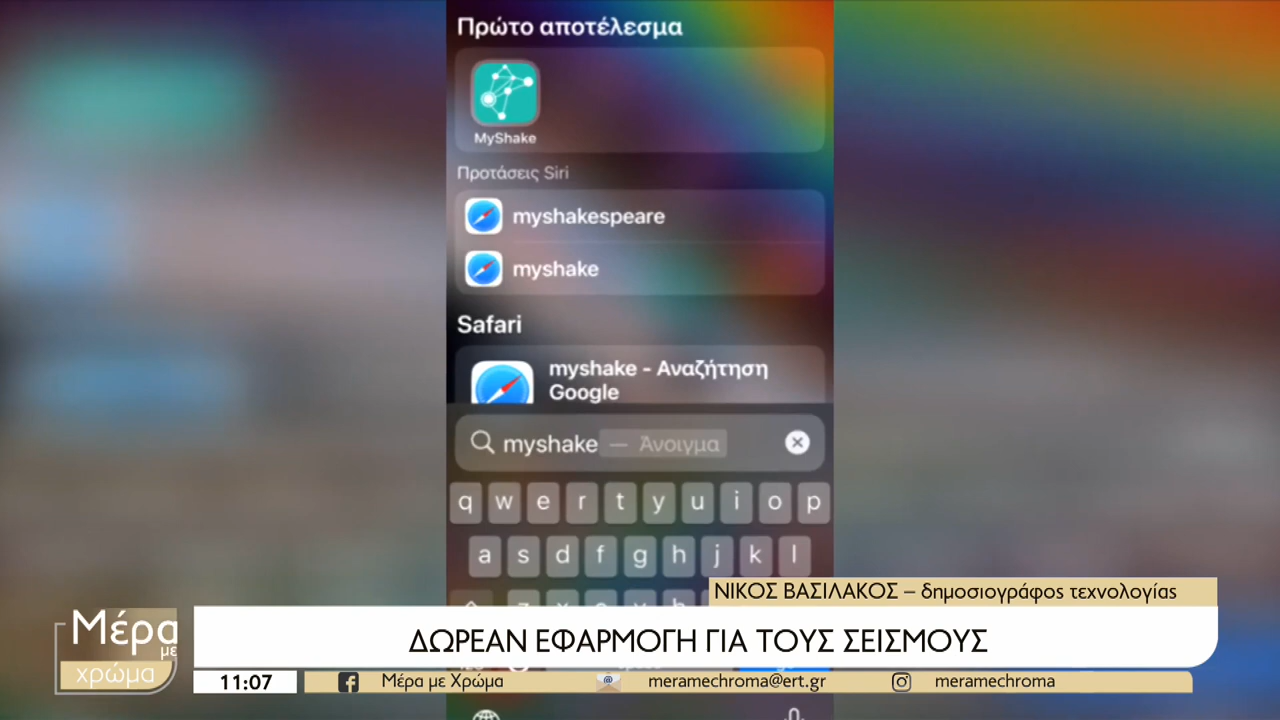 Πρώτο αποτέλεσμα
MyShake
Προτάσεις Siri
myshakespeare
myshake
Safari
myshake - Αναζήτηση
Google
myshake — Άνοιγμα
q w e r t y u i o p
a s d f g h j k l
ΝΙΚΟΣ ΒΑΣΙΛΑΚΟΣ – δημοσιογράφος τεχνολογίας
Μέρα
με
χρώμα
ΔΩΡΕΑΝ ΕΦΑΡΜΟΓΗ ΓΙΑ ΤΟΥΣ ΣΕΙΣΜΟΥΣ
11:07
Μέρα με Χρώμα
meramechroma@ert.gr
meramechroma